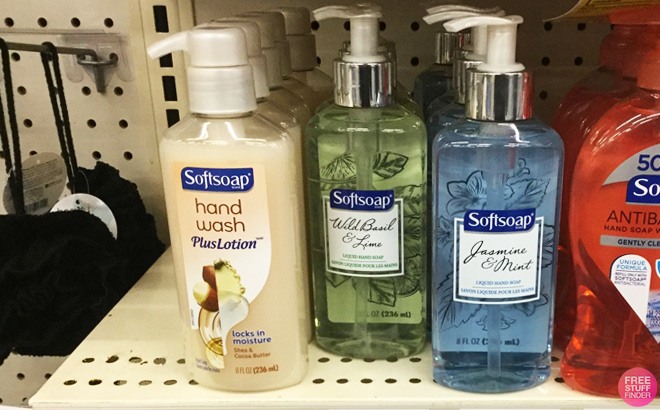 Softsoap
hand
wash
PlusLotion
locks in
moisture
Shea &
Cocoa Butter
8 FL OZ (236 mL)
Softsoap
Wild Basil
& Lime
LIQUID HAND SOAP
SAVON LIQUIDE POUR LES MAINS
OZ (236 mL)
Softsoap
Jasmine
& Mint
LIQUID HAND SOAP
SAVON LIQUIDE POUR LES MAINS
8 FL OZ (236 mL)
50
So
ANTIBA
HAND SOAP W
GENTLY CLE
UNIQUE
FORMULA
SOFTSOAP
ANTIBACTERIAL
FREE
STUFF
FINDER